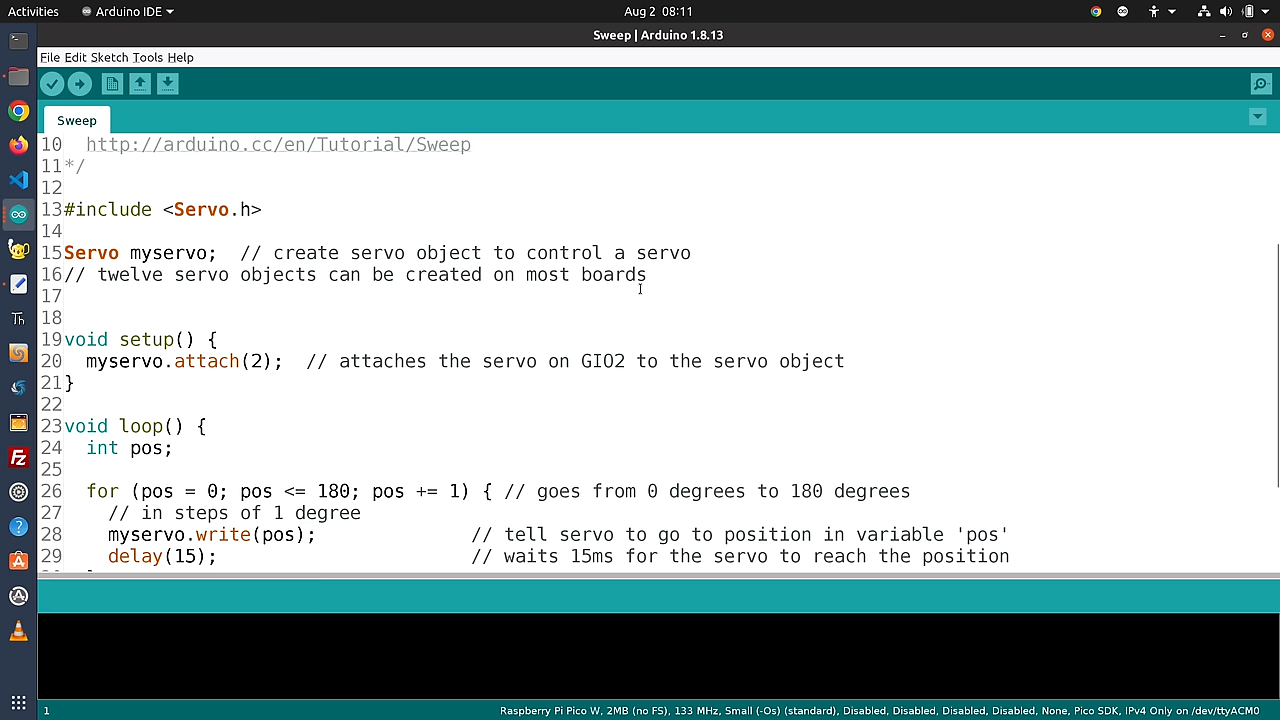 Activities
Arduino IDE
Aug 2 08:11
Sweep | Arduino 1.8.13
File Edit Sketch Tools Help
Sweep
10 http://arduino.cc/en/Tutorial/Sweep
11 */
12
13 #include <Servo.h>
14
15 Servo myservo; // create servo object to control a servo
16 // twelve servo objects can be created on most boards
17
18
19 void setup() {
20 myservo.attach(2); // attaches the servo on GIO2 to the servo object
21 }
22
23 void loop() {
24 int pos;
25
26 for (pos = 0; pos <= 180; pos += 1) { // goes from 0 degrees to 180 degrees
27 // in steps of 1 degree
28 myservo.write(pos); // tell servo to go to position in variable 'pos'
29 delay(15); // waits 15ms for the servo to reach the position
Th
Fz
1
Raspberry Pi Pico W, 2MB (no FS), 133 MHz, Small (-Os) (standard), Disabled, Disabled, Disabled, Disabled, None, Pico SDK, IPv4 Only on /dev/ttyACM0